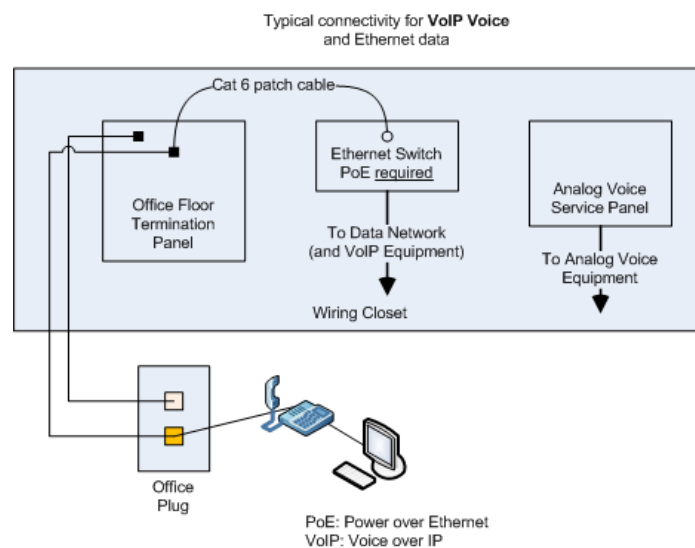 Typical connectivity for VoIP Voice
and Ethernet data
Cat 6 patch cable
Office Floor
Termination
Panel
Ethernet Switch
PoE required
Analog Voice
Service Panel
To Data Network
(and VoIP Equipment)
To Analog Voice
Equipment
Wiring Closet
Office
Plug
PoE: Power over Ethernet
VoIP: Voice over IP